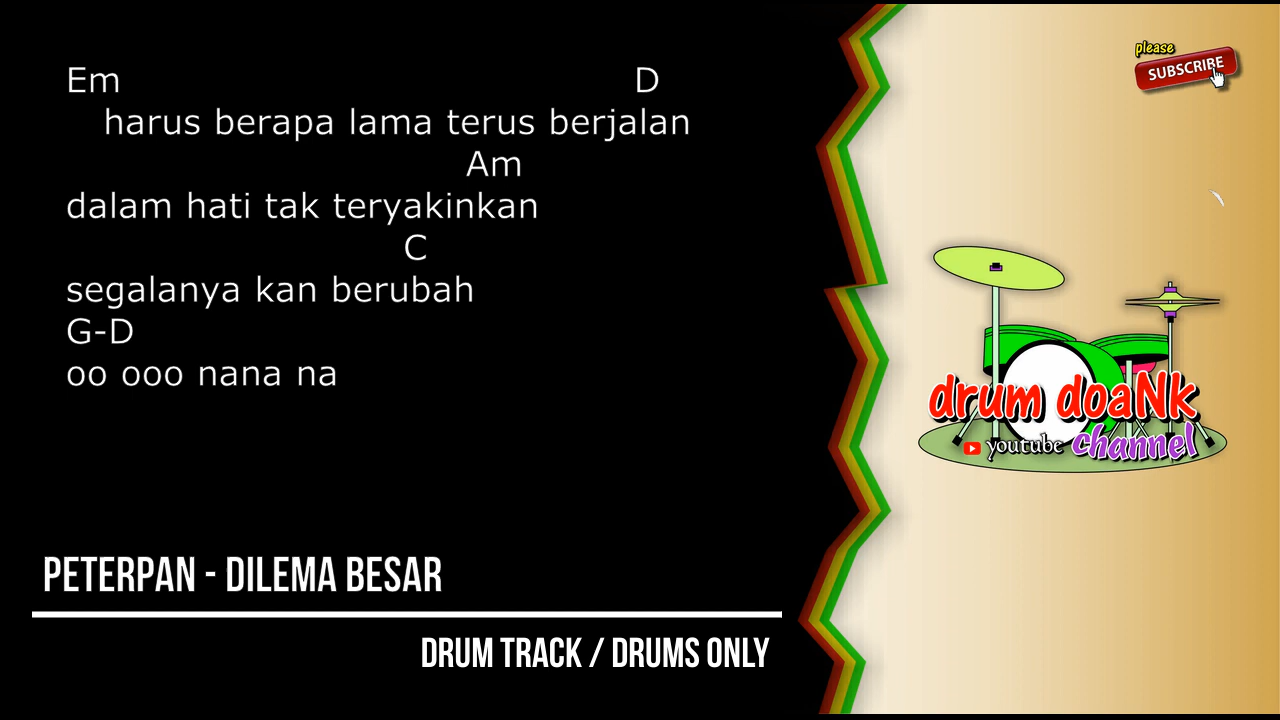 Em D
harus berapa lama terus berjalan
Am
dalam hati tak teryakinkan
C
segalanya kan berubah
G-D
oo ooo nana na
PETERPAN - DILEMA BESAR
DRUM TRACK / DRUMS ONLY
please
SUBSCRIBE
drum doaNk
youtube channel